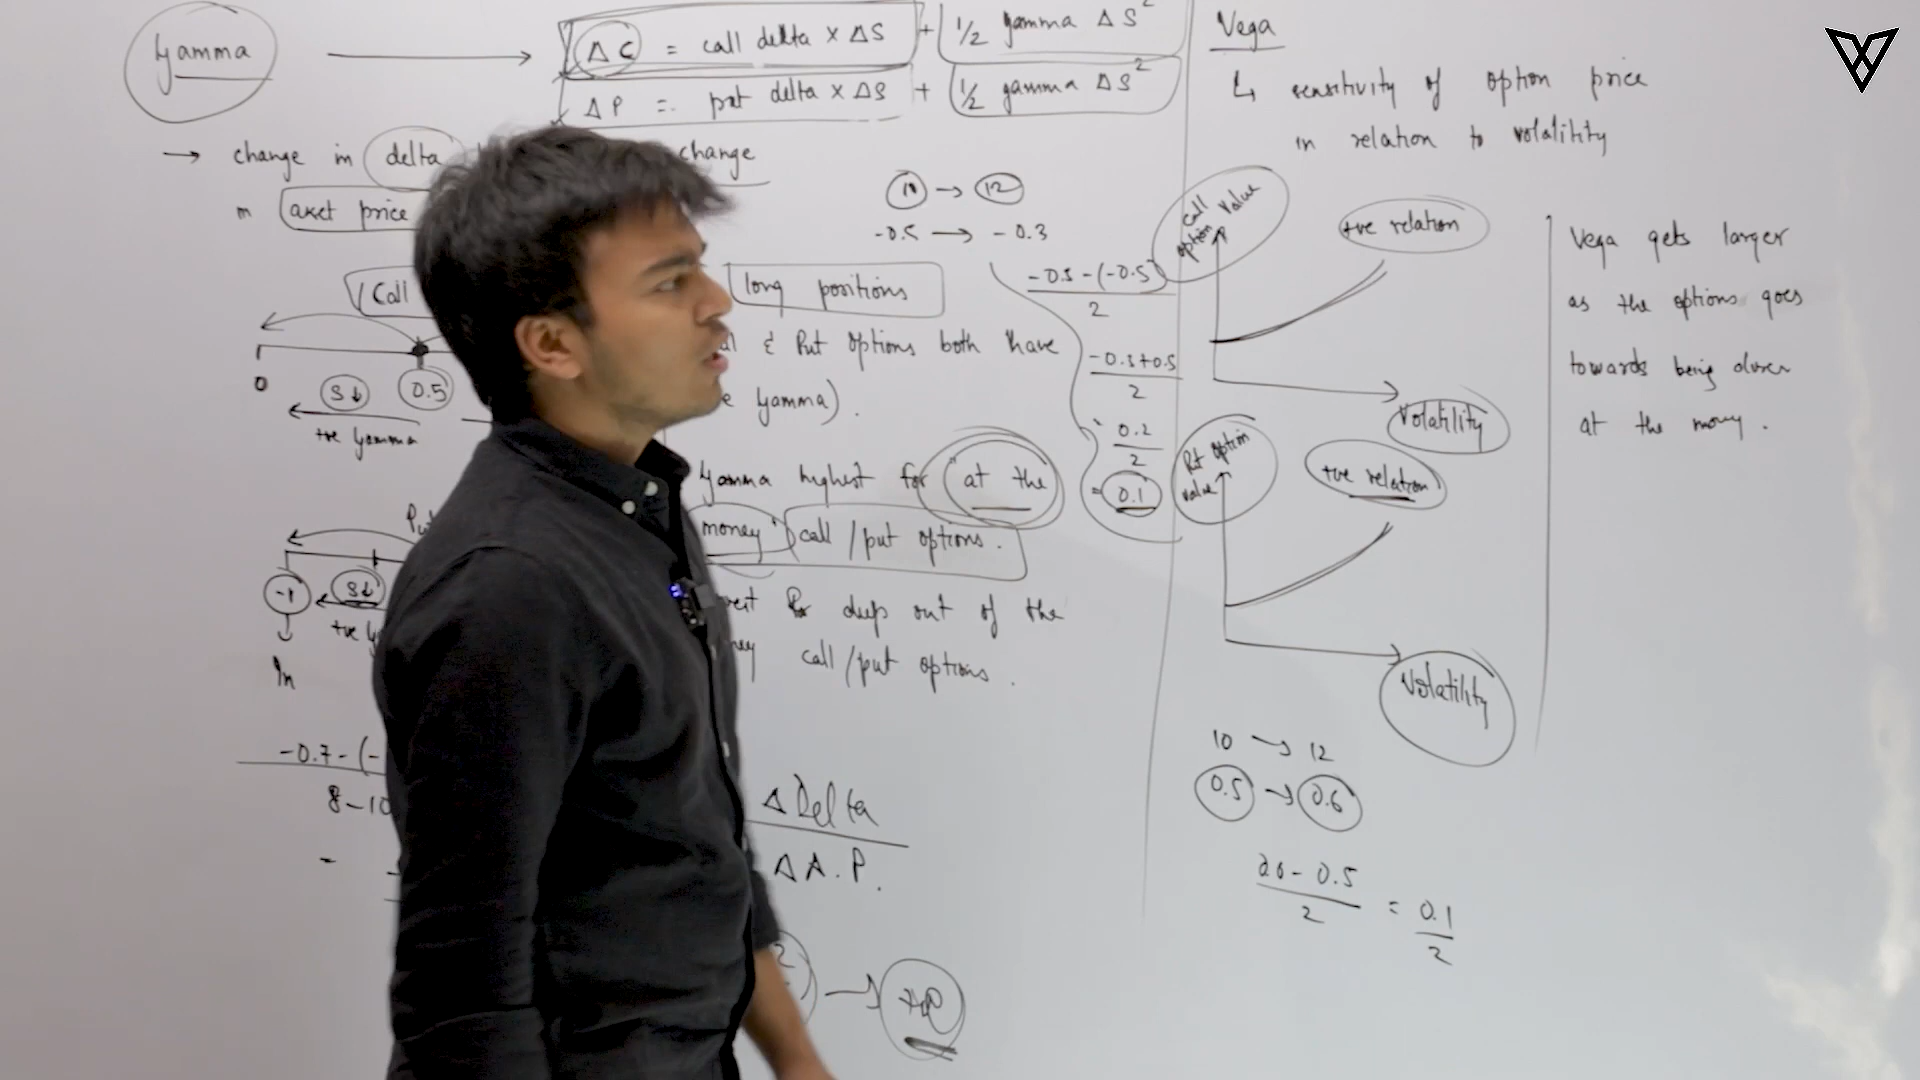 Gamma
ΔC = call delta x ΔS + 1/2 gamma ΔS²
ΔP = put delta x ΔS + 1/2 gamma ΔS²
→ change in delta
change
in asset price
Call
0
S↓
0.5
+ve Gamma
-1
S↓
In
-0.7-(-
8-10
10 → 12
-0.5 → -0.3
long positions
& Put Options both have
Gamma).
Gamma highest for "at the
money" call/put options.
deep out of the
call/put options.
-0.3-(-0.5)
2
-0.3+0.5
2
0.2
2
= 0.1
Δ Delta
Δ A.P.
Vega
↳ sensitivity of option price
in relation to volatility
Call option value
+ve relation
Volatility
Put option value
+ve relation
Volatility
10 → 12
0.5 → 0.6
0.6-0.5
2
= 0.1
2
Vega gets larger
as the options goes
towards being closer
at the money.